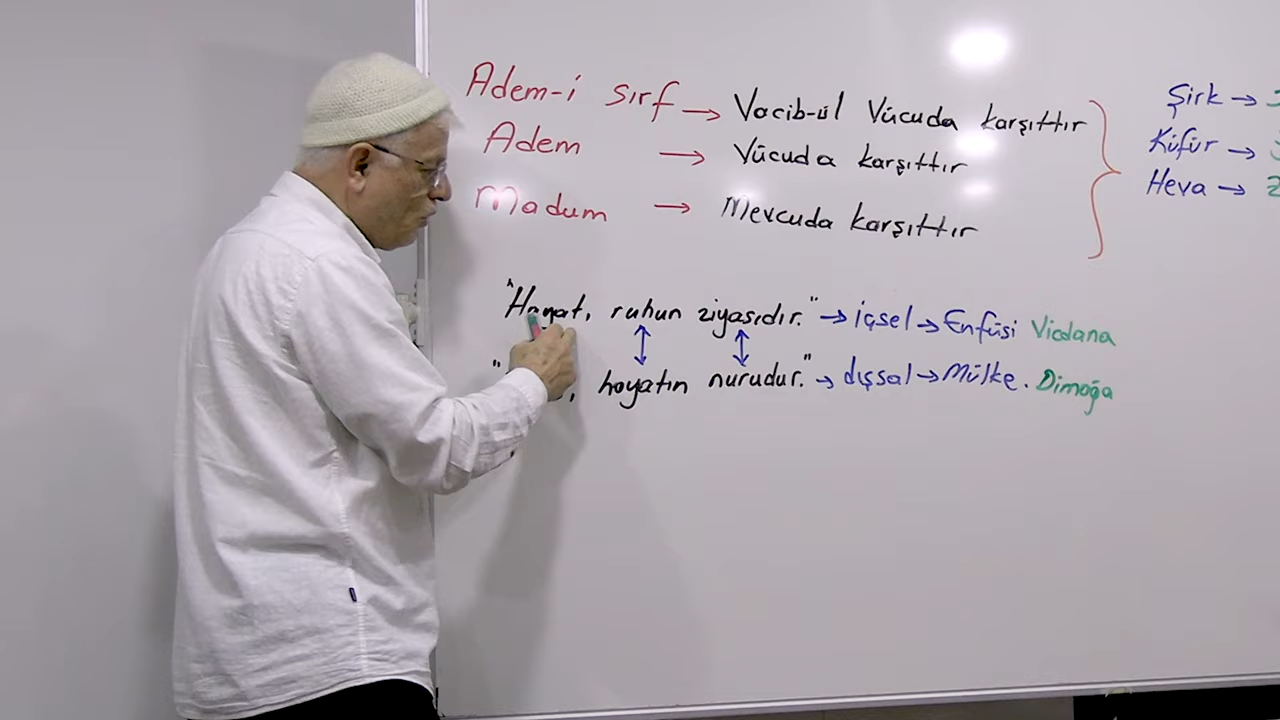 Adem-i sırf → Vacib-ül Vücuda karşıttır
Adem → Vücuda karşıttır
Madum → Mevcuda karşıttır
"Hayat, ruhun ziyasıdır." → içsel → Enfüsi Vicdana
" hayatın nurudur." → dışsal → Mülke. Dimağa
Şirk →
Küfür →
Heva →